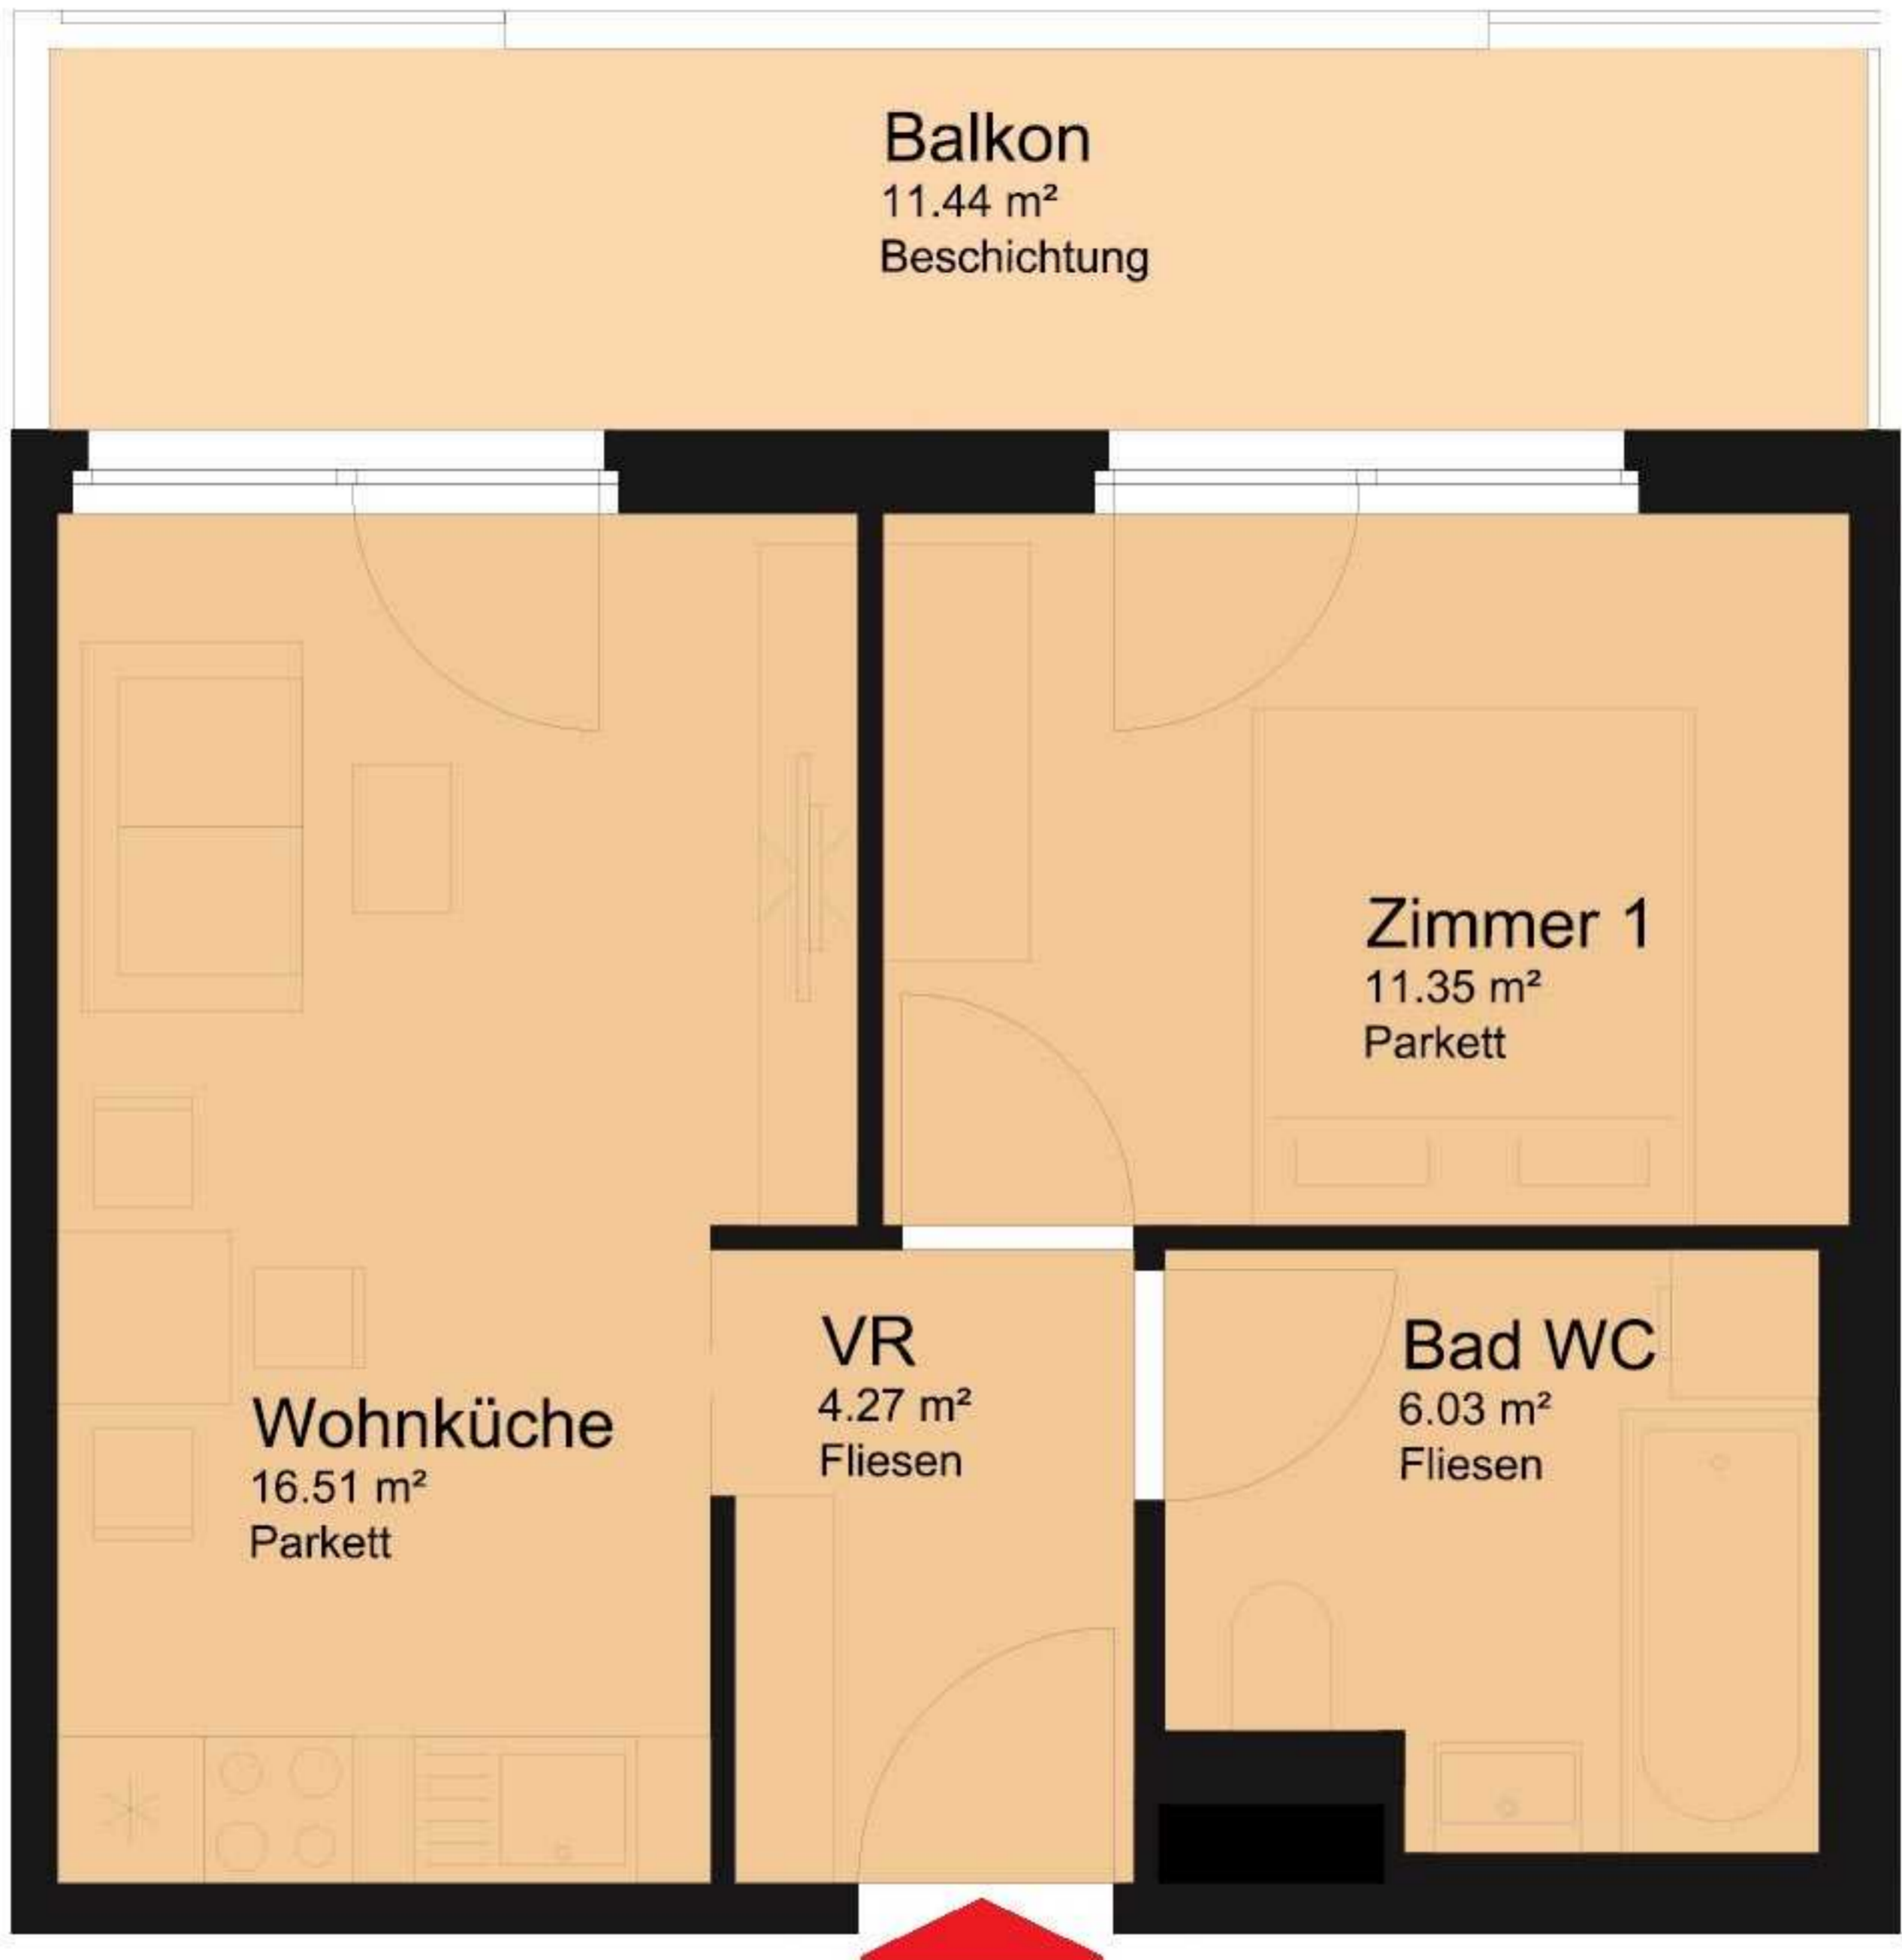 Balkon
11.44 m²
Beschichtung
Zimmer 1
11.35 m²
Parkett
Wohnküche
16.51 m²
Parkett
VR
4.27 m²
Fliesen
Bad WC
6.03 m²
Fliesen